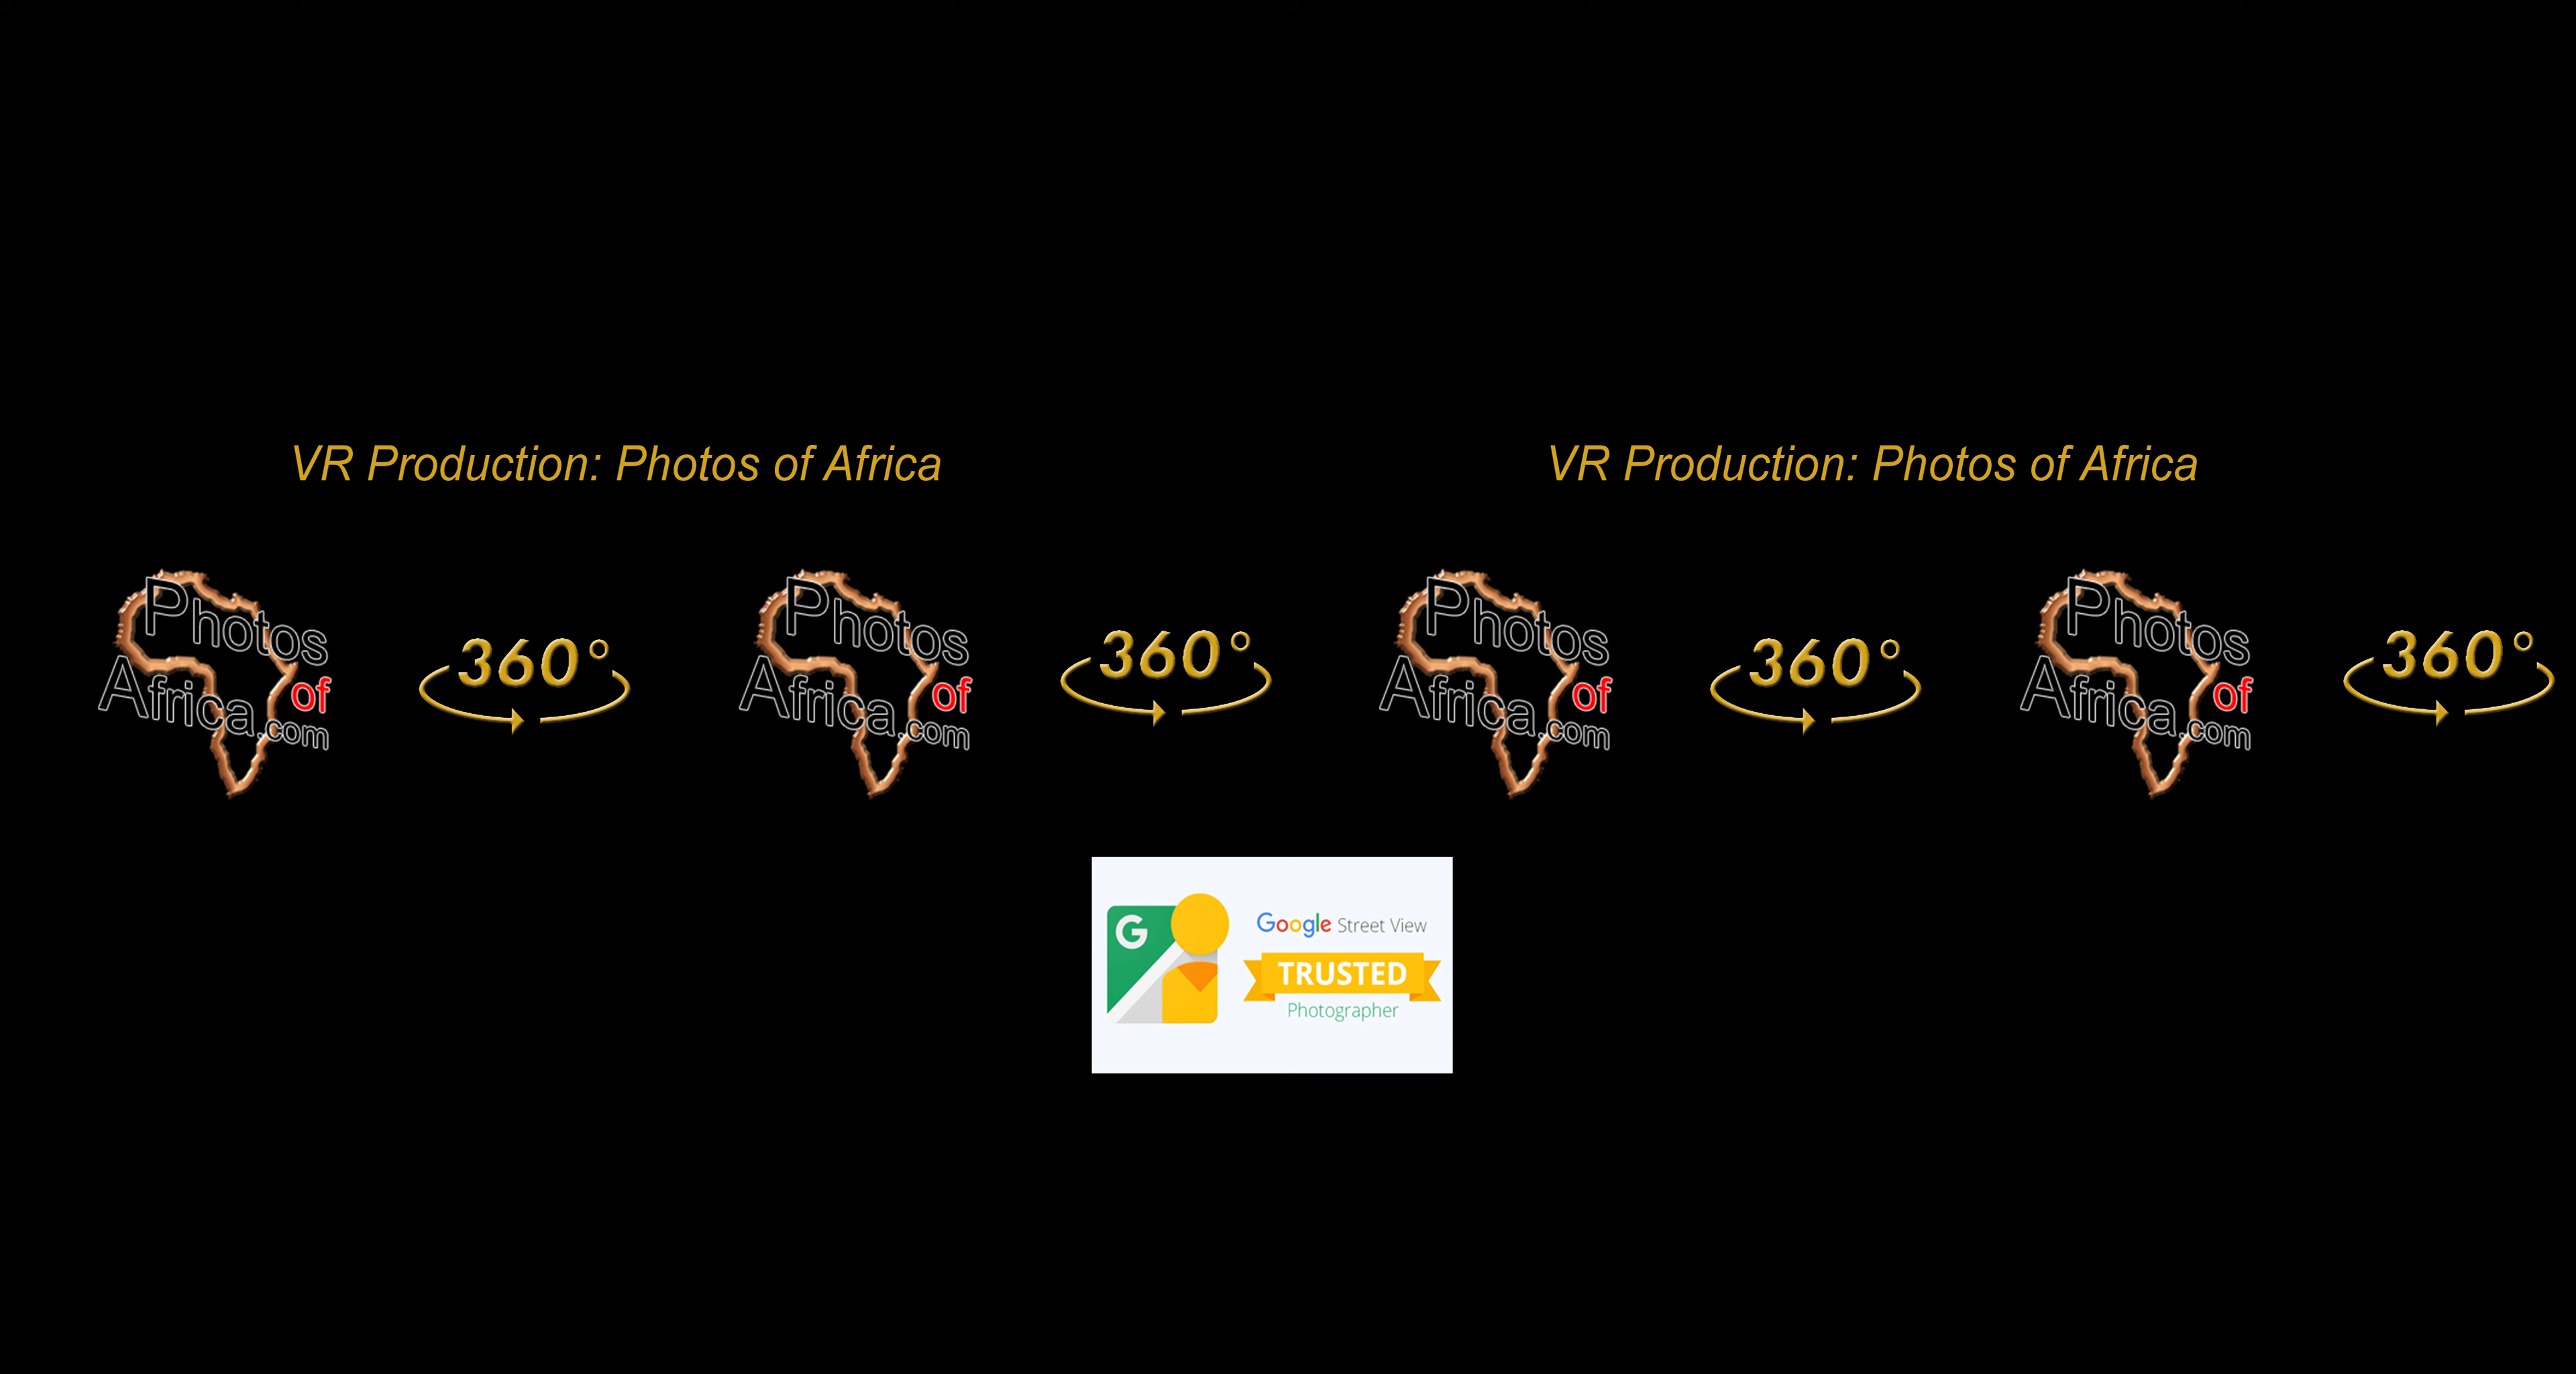 VR Production: Photos of Africa
VR Production: Photos of Africa
Photos
of
Africa.com
360°
Photos
of
Africa.com
360°
Photos
of
Africa.com
360°
Photos
of
Africa.com
360°
G
Google Street View
TRUSTED
Photographer